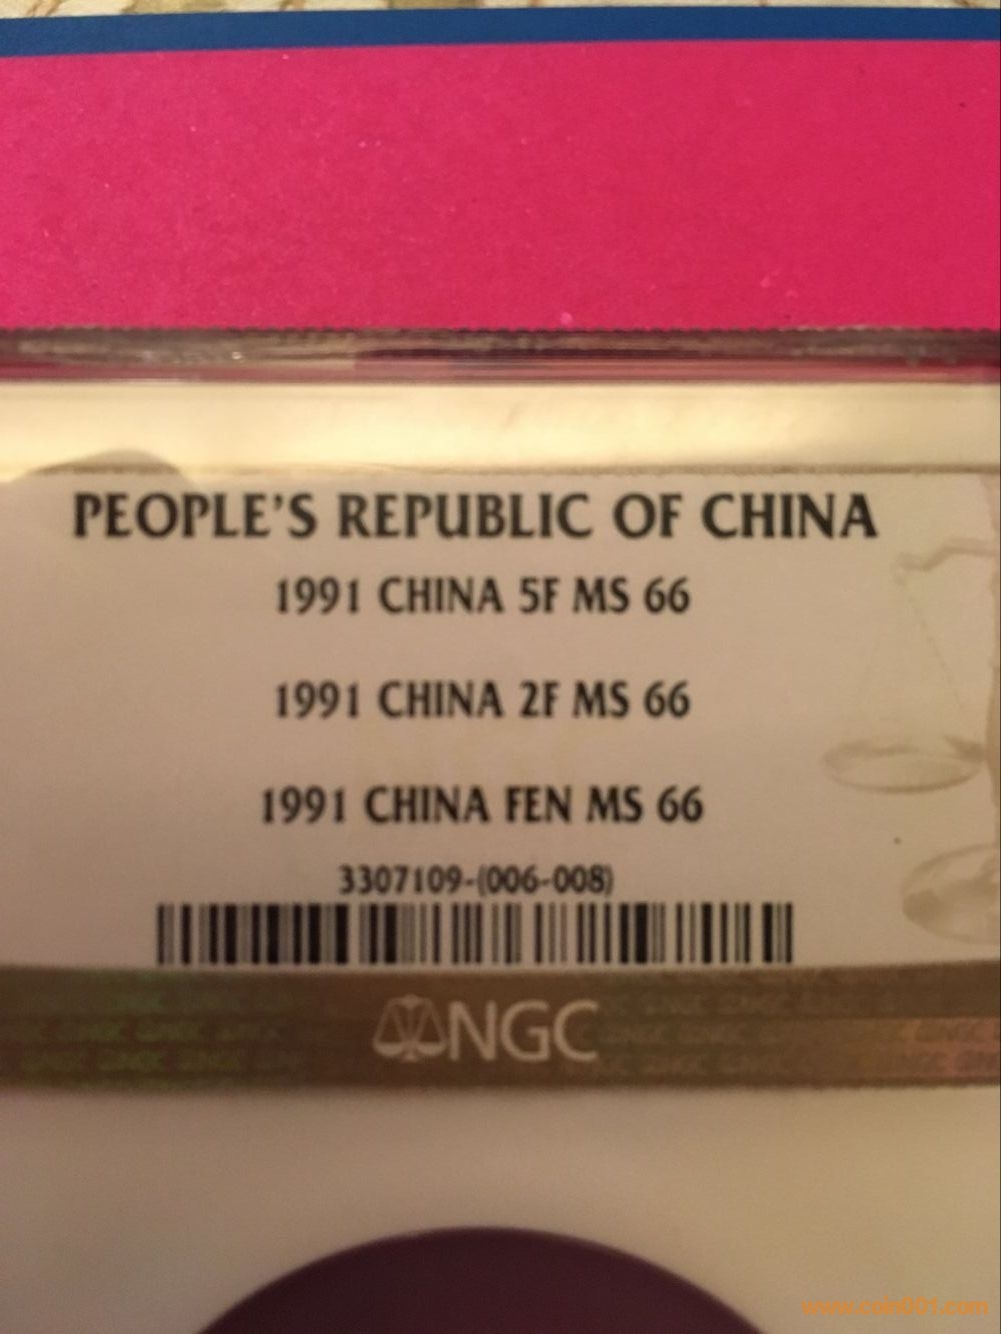 PEOPLE'S REPUBLIC OF CHINA
1991 CHINA 5F MS 66
1991 CHINA 2F MS 66
1991 CHINA FEN MS 66
3307109-(006-008)
NGC
www.coin001.com